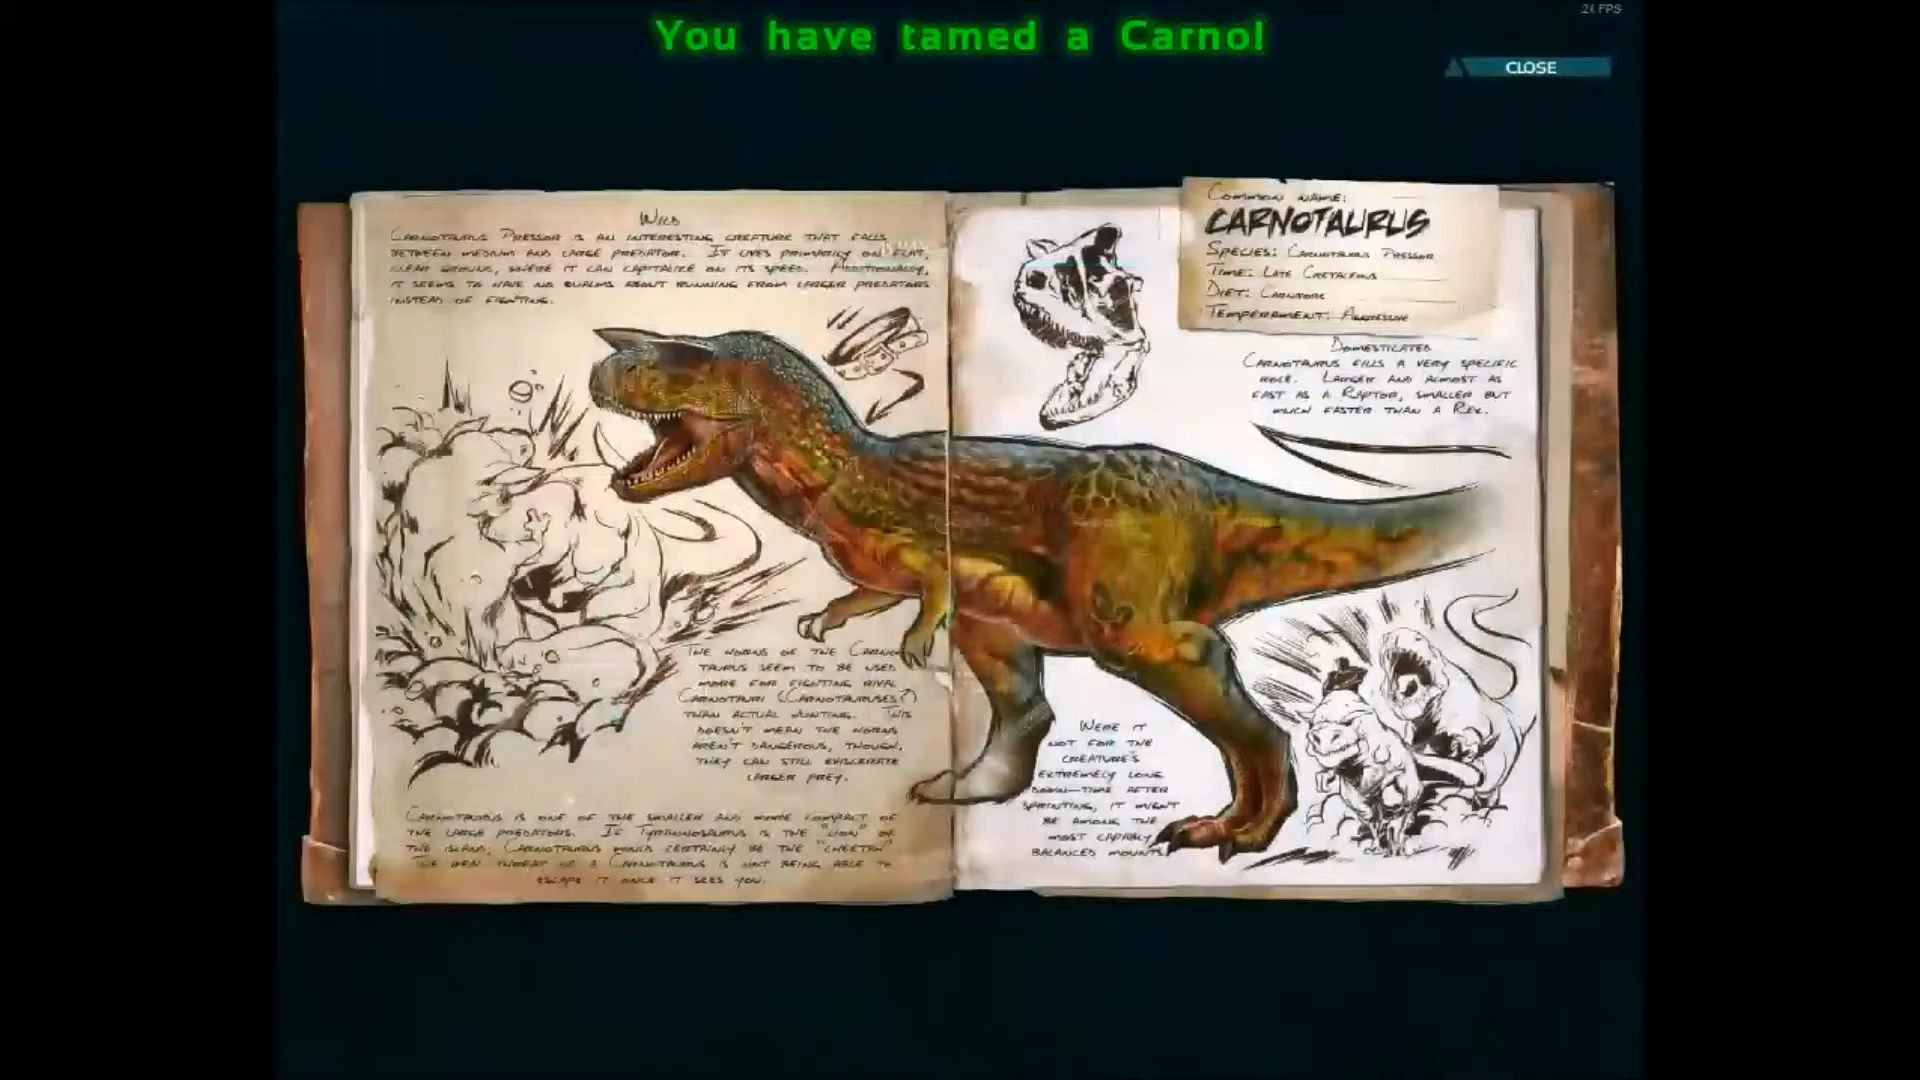 21 FPS
You have tamed a Carno!
CLOSE
Wild
Carnotaurus Pressor is an interesting creature that falls
between medium and large predator. It lives primarily on flat,
clear ground, where it can capitalize on its speed. Additionally,
it seems to have no qualms about running from larger predators
instead of fighting.
The horns of the Carno
taurus seem to be used
more for fighting rival
Carnotauri (Carnotauruses?)
than actual hunting. This
doesn't mean the horns
aren't dangerous, though,
they can still eviscerate
larger prey.
Carnotaurus is one of the smaller and more compact of
the large predators. If Tyrannosaurus is the "lion" of
the island, Carnotaurus would certainly be the "cheetah"
The real threat of a Carnotaurus is not being able to
escape it once it sees you.
Common name:
CARNOTAURUS
Species: Carnotaurus Pressor
Time: Late Cretaceous
Diet: Carnivore
Temperament: Aggressive
Domesticated
Carnotaurus fills a very specific
role. Larger and almost as
fast as a Raptor, smaller but
much faster than a Rex.
Were it
not for the
creature's
extremely long
down-time after
sprinting, it might
be among the
most capably
balanced mounts.